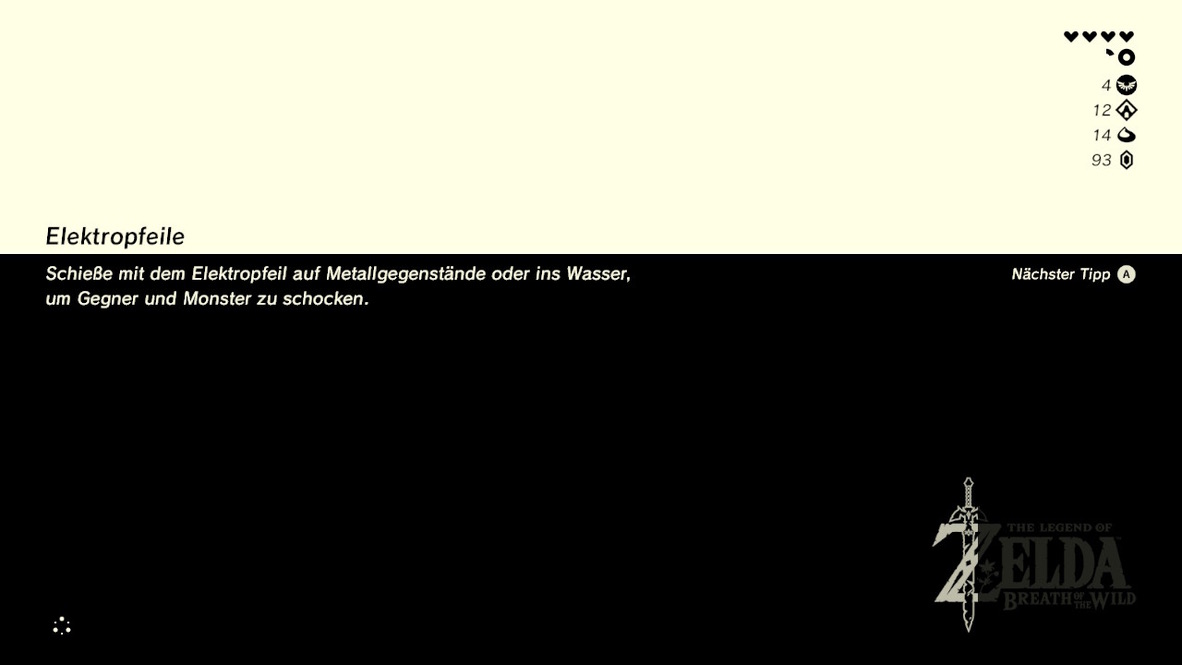 4
12
14
93
Elektropfeile
Schieße mit dem Elektropfeil auf Metallgegenstände oder ins Wasser,
um Gegner und Monster zu schocken.
Nächster Tipp A
THE LEGEND OF
ZELDA
BREATH OF THE WILD